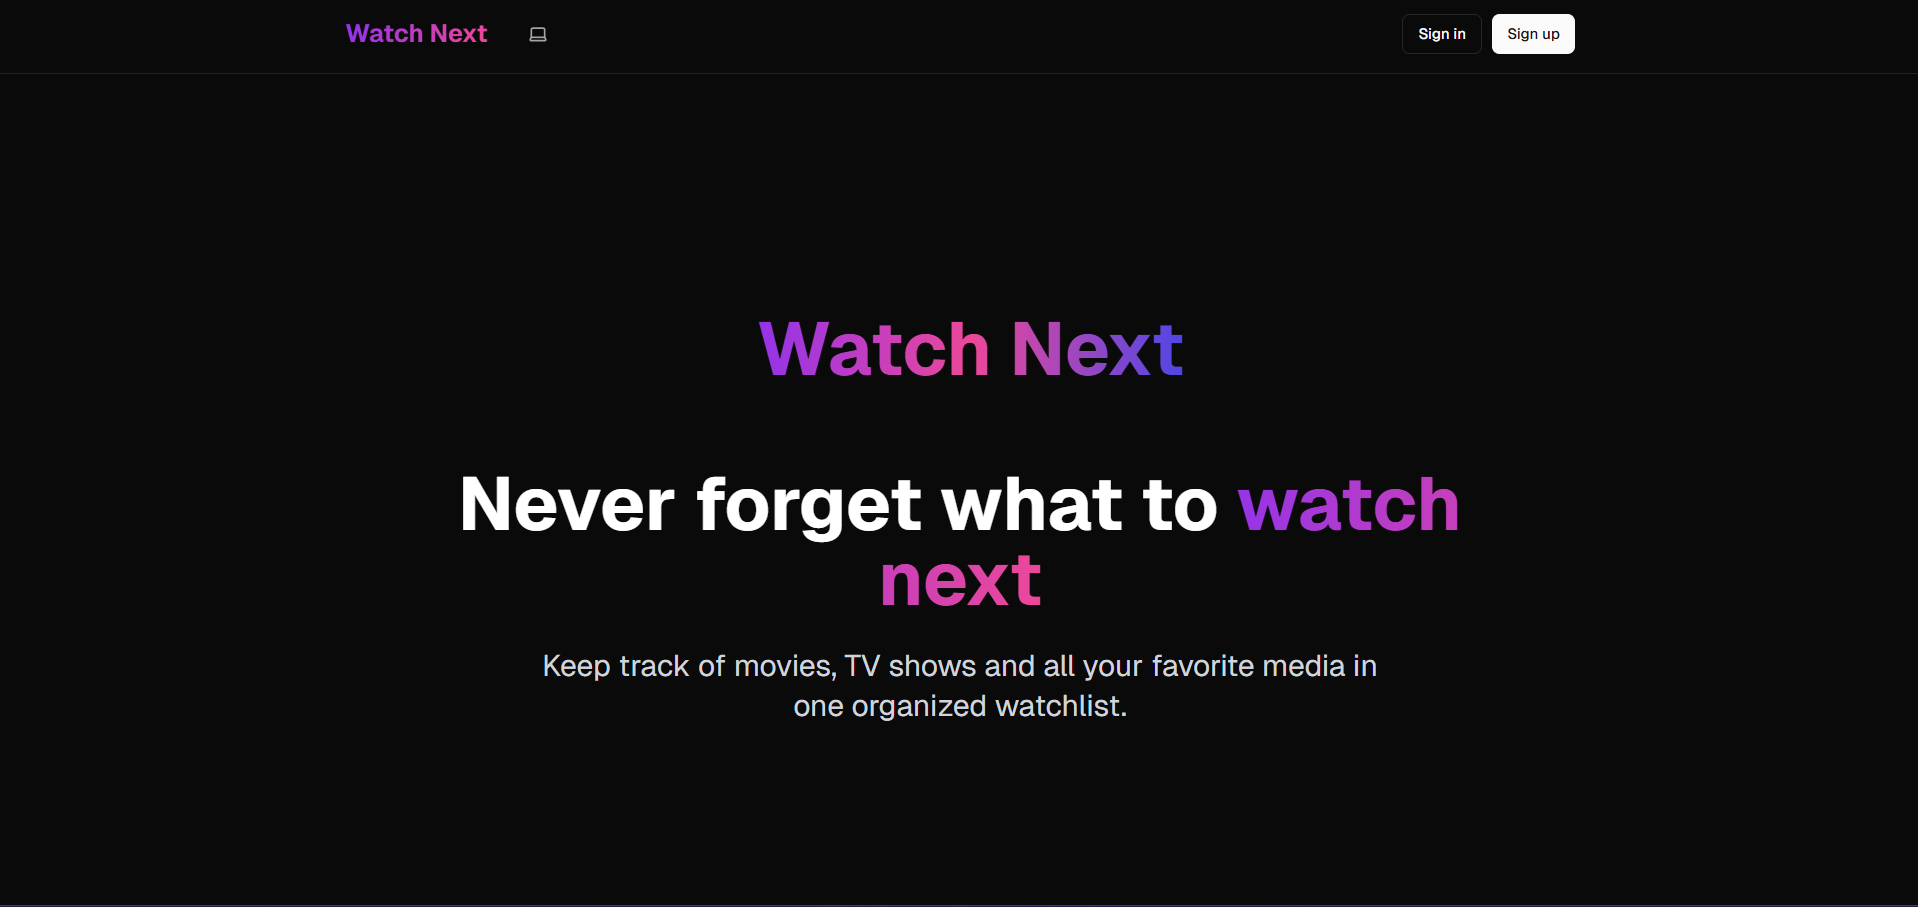 Watch Next
Sign in
Sign up
Watch Next
Never forget what to watch
next
Keep track of movies, TV shows and all your favorite media in
one organized watchlist.